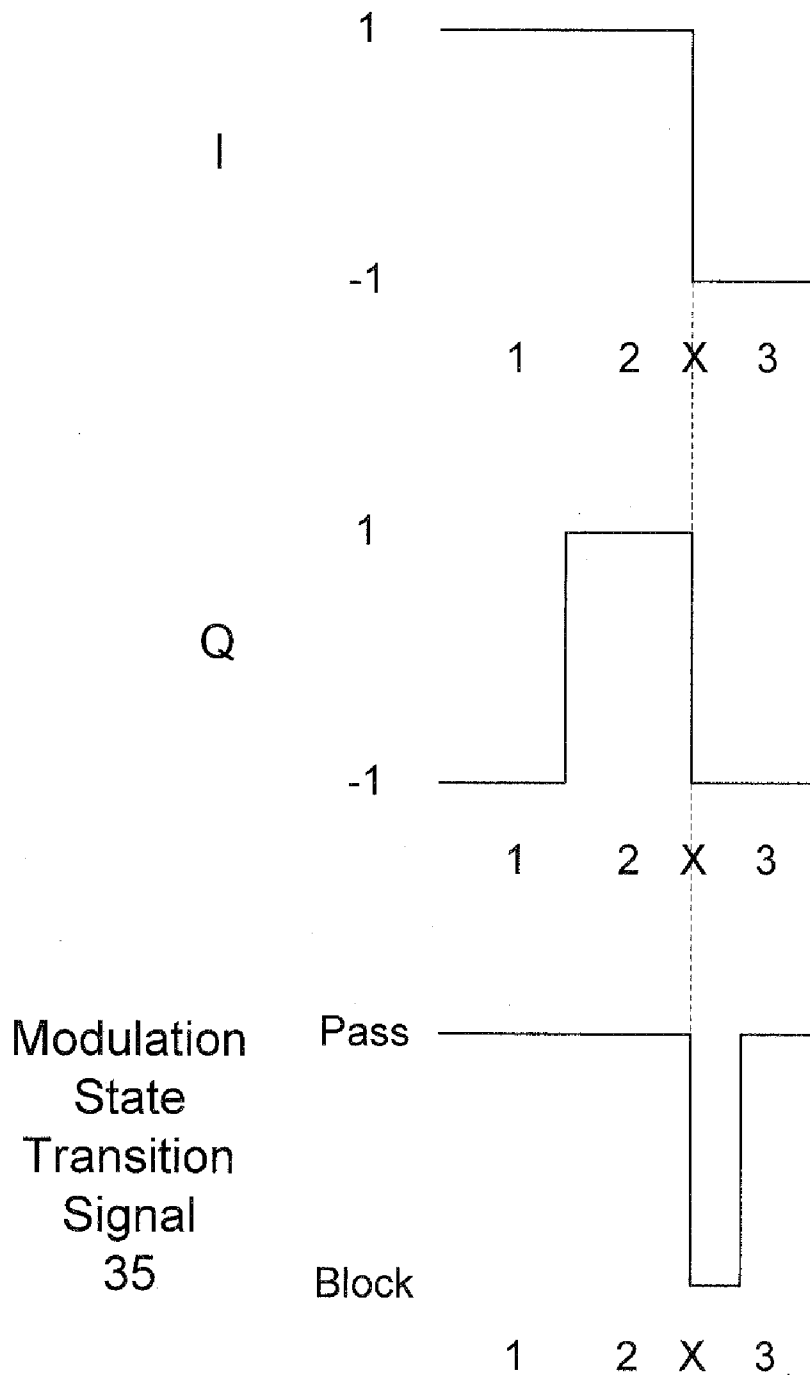 1
I
-1
1 2 X 3
1
Q
-1
1 2 X 3
Modulation
State
Transition
Signal
35
Pass
Block
1 2 X 3